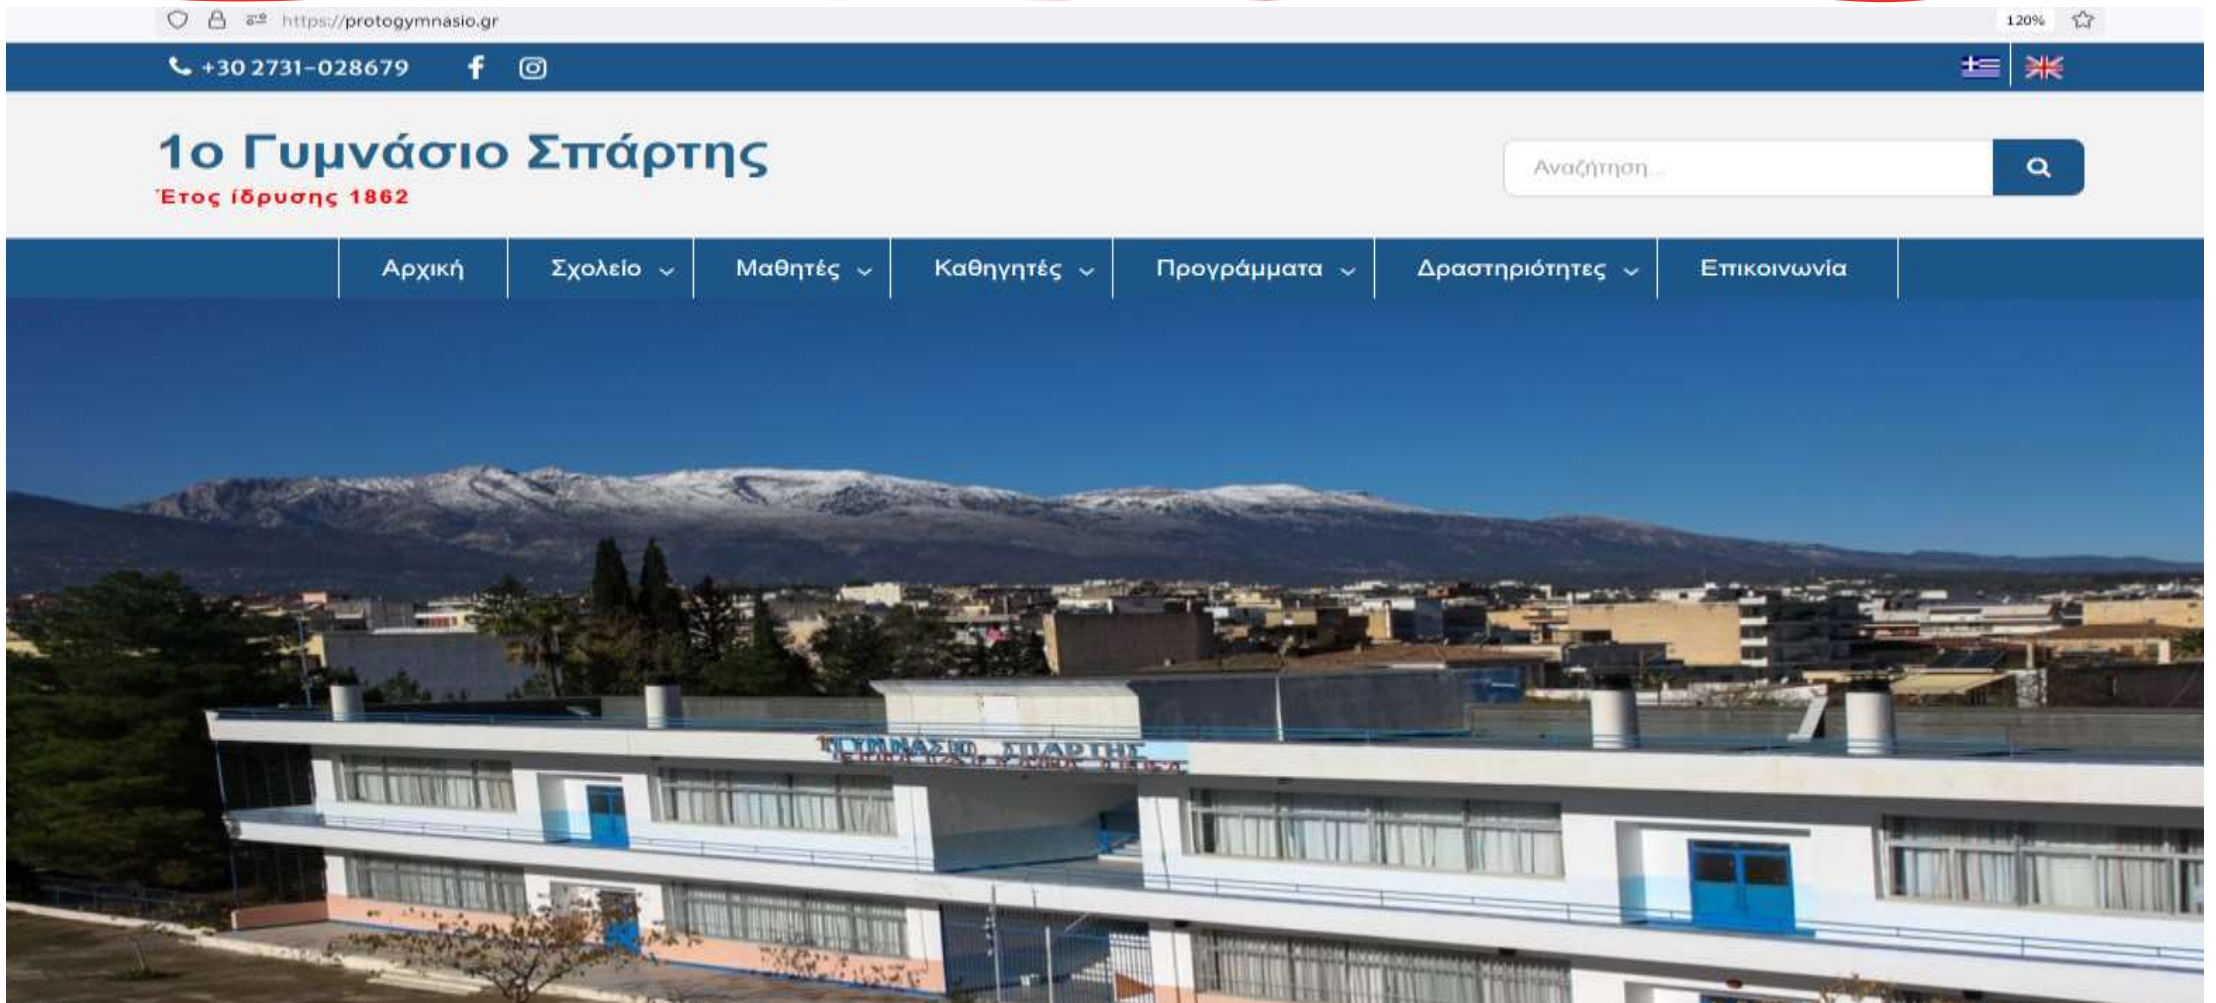 https://protogymnasio.gr 120%
+30 2731-028679
1ο Γυμνάσιο Σπάρτης
Έτος ίδρυσης 1862
Αναζήτηση...
Αρχική Σχολείο Μαθητές Καθηγητές Προγράμματα Δραστηριότητες Επικοινωνία
ΓΥΜΝΑΣΙΟ ΣΠΑΡΤΗΣ